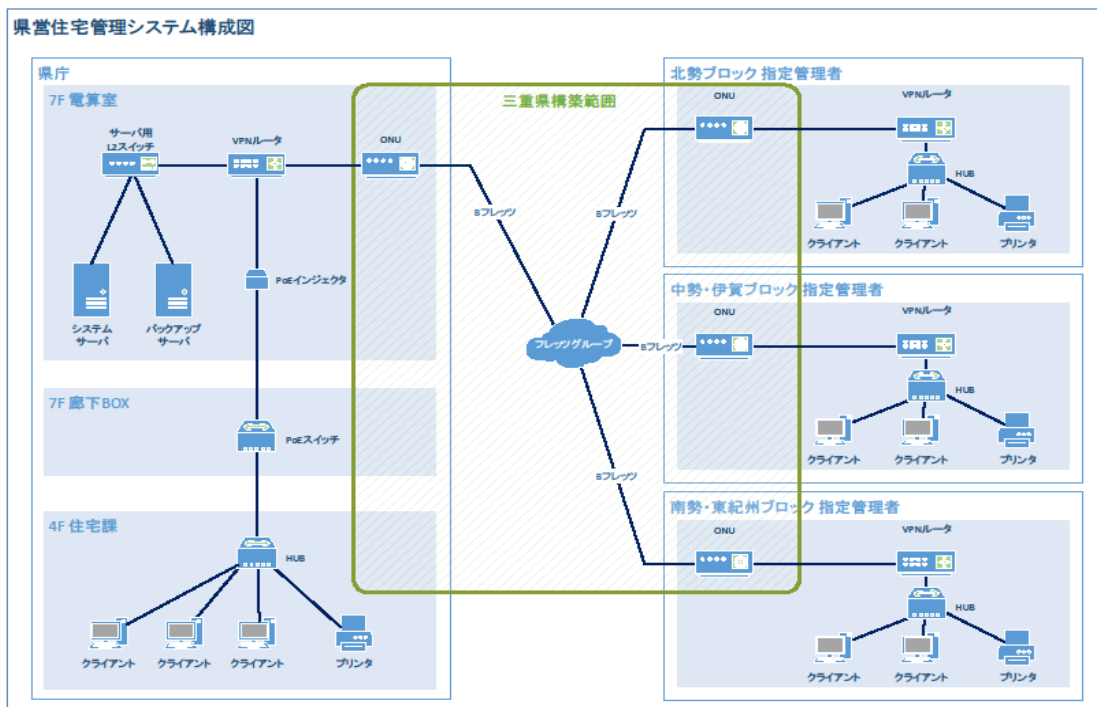 県営住宅管理システム構成図
県庁
7F 電算室
サーバ用
L2スイッチ
VPNルータ
ONU
PoEインジェクタ
システム
サーバ
バックアップ
サーバ
7F 廊下BOX
PoEスイッチ
4F 住宅課
HUB
クライアント
クライアント
クライアント
プリンタ
三重県構築範囲
Bフレッツ
Bフレッツ
フレッツグループ
Bフレッツ
Bフレッツ
北勢ブロック 指定管理者
ONU
VPNルータ
HUB
クライアント
クライアント
プリンタ
中勢・伊賀ブロック 指定管理者
ONU
VPNルータ
HUB
クライアント
クライアント
プリンタ
南勢・東紀州ブロック 指定管理者
ONU
VPNルータ
HUB
クライアント
クライアント
プリンタ